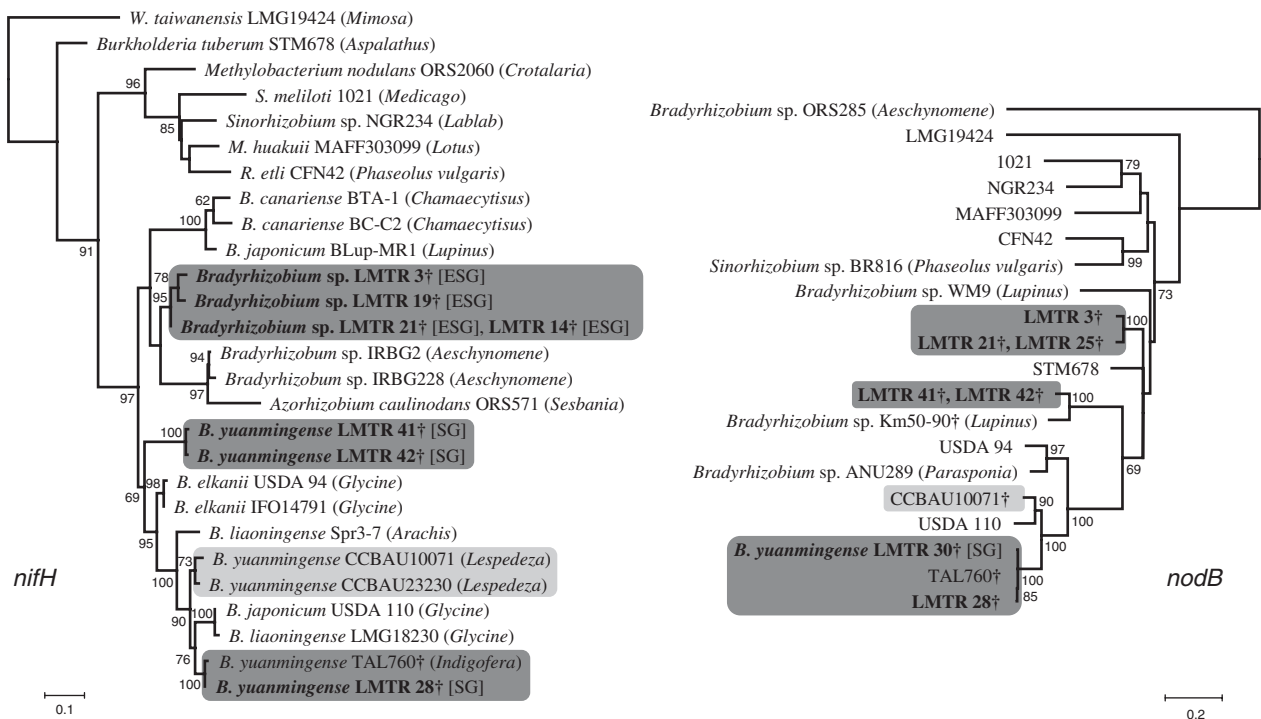 W. taiwanensis LMG19424 (Mimosa)
Burkholderia tuberum STM678 (Aspalathus)
Methylobacterium nodulans ORS2060 (Crotalaria)
96
S. meliloti 1021 (Medicago)
Sinorhizobium sp. NGR234 (Lablab)
85
M. huakuii MAFF303099 (Lotus)
R. etli CFN42 (Phaseolus vulgaris)
62
B. canariense BTA-1 (Chamaecytisus)
100
B. canariense BC-C2 (Chamaecytisus)
B. japonicum BLup-MR1 (Lupinus)
91
78
Bradyrhizobium sp. LMTR 3† [ESG]
95
Bradyrhizobium sp. LMTR 19† [ESG]
Bradyrhizobium sp. LMTR 21† [ESG], LMTR 14† [ESG]
94
Bradyrhizobum sp. IRBG2 (Aeschynomene)
Bradyrhizobum sp. IRBG228 (Aeschynomene)
97
97
Azorhizobium caulinodans ORS571 (Sesbania)
100
B. yuanmingense LMTR 41† [SG]
B. yuanmingense LMTR 42† [SG]
98
B. elkanii USDA 94 (Glycine)
69
B. elkanii IFO14791 (Glycine)
95
B. liaoningense Spr3-7 (Arachis)
73
B. yuanmingense CCBAU10071 (Lespedeza)
100
B. yuanmingense CCBAU23230 (Lespedeza)
100
B. japonicum USDA 110 (Glycine)
90
B. liaoningense LMG18230 (Glycine)
76
B. yuanmingense TAL760† (Indigofera)
100
B. yuanmingense LMTR 28† [SG]
nifH
0.1
Bradyrhizobium sp. ORS285 (Aeschynomene)
LMG19424
1021
79
NGR234
MAFF303099
CFN42
99
Sinorhizobium sp. BR816 (Phaseolus vulgaris)
73
Bradyrhizobium sp. WM9 (Lupinus)
LMTR 3†
100
LMTR 21†, LMTR 25†
STM678
LMTR 41†, LMTR 42†
100
Bradyrhizobium sp. Km50-90† (Lupinus)
USDA 94
97
69
Bradyrhizobium sp. ANU289 (Parasponia)
CCBAU10071†
90
USDA 110
100
100
B. yuanmingense LMTR 30† [SG]
TAL760†
100
85
LMTR 28†
nodB
0.2